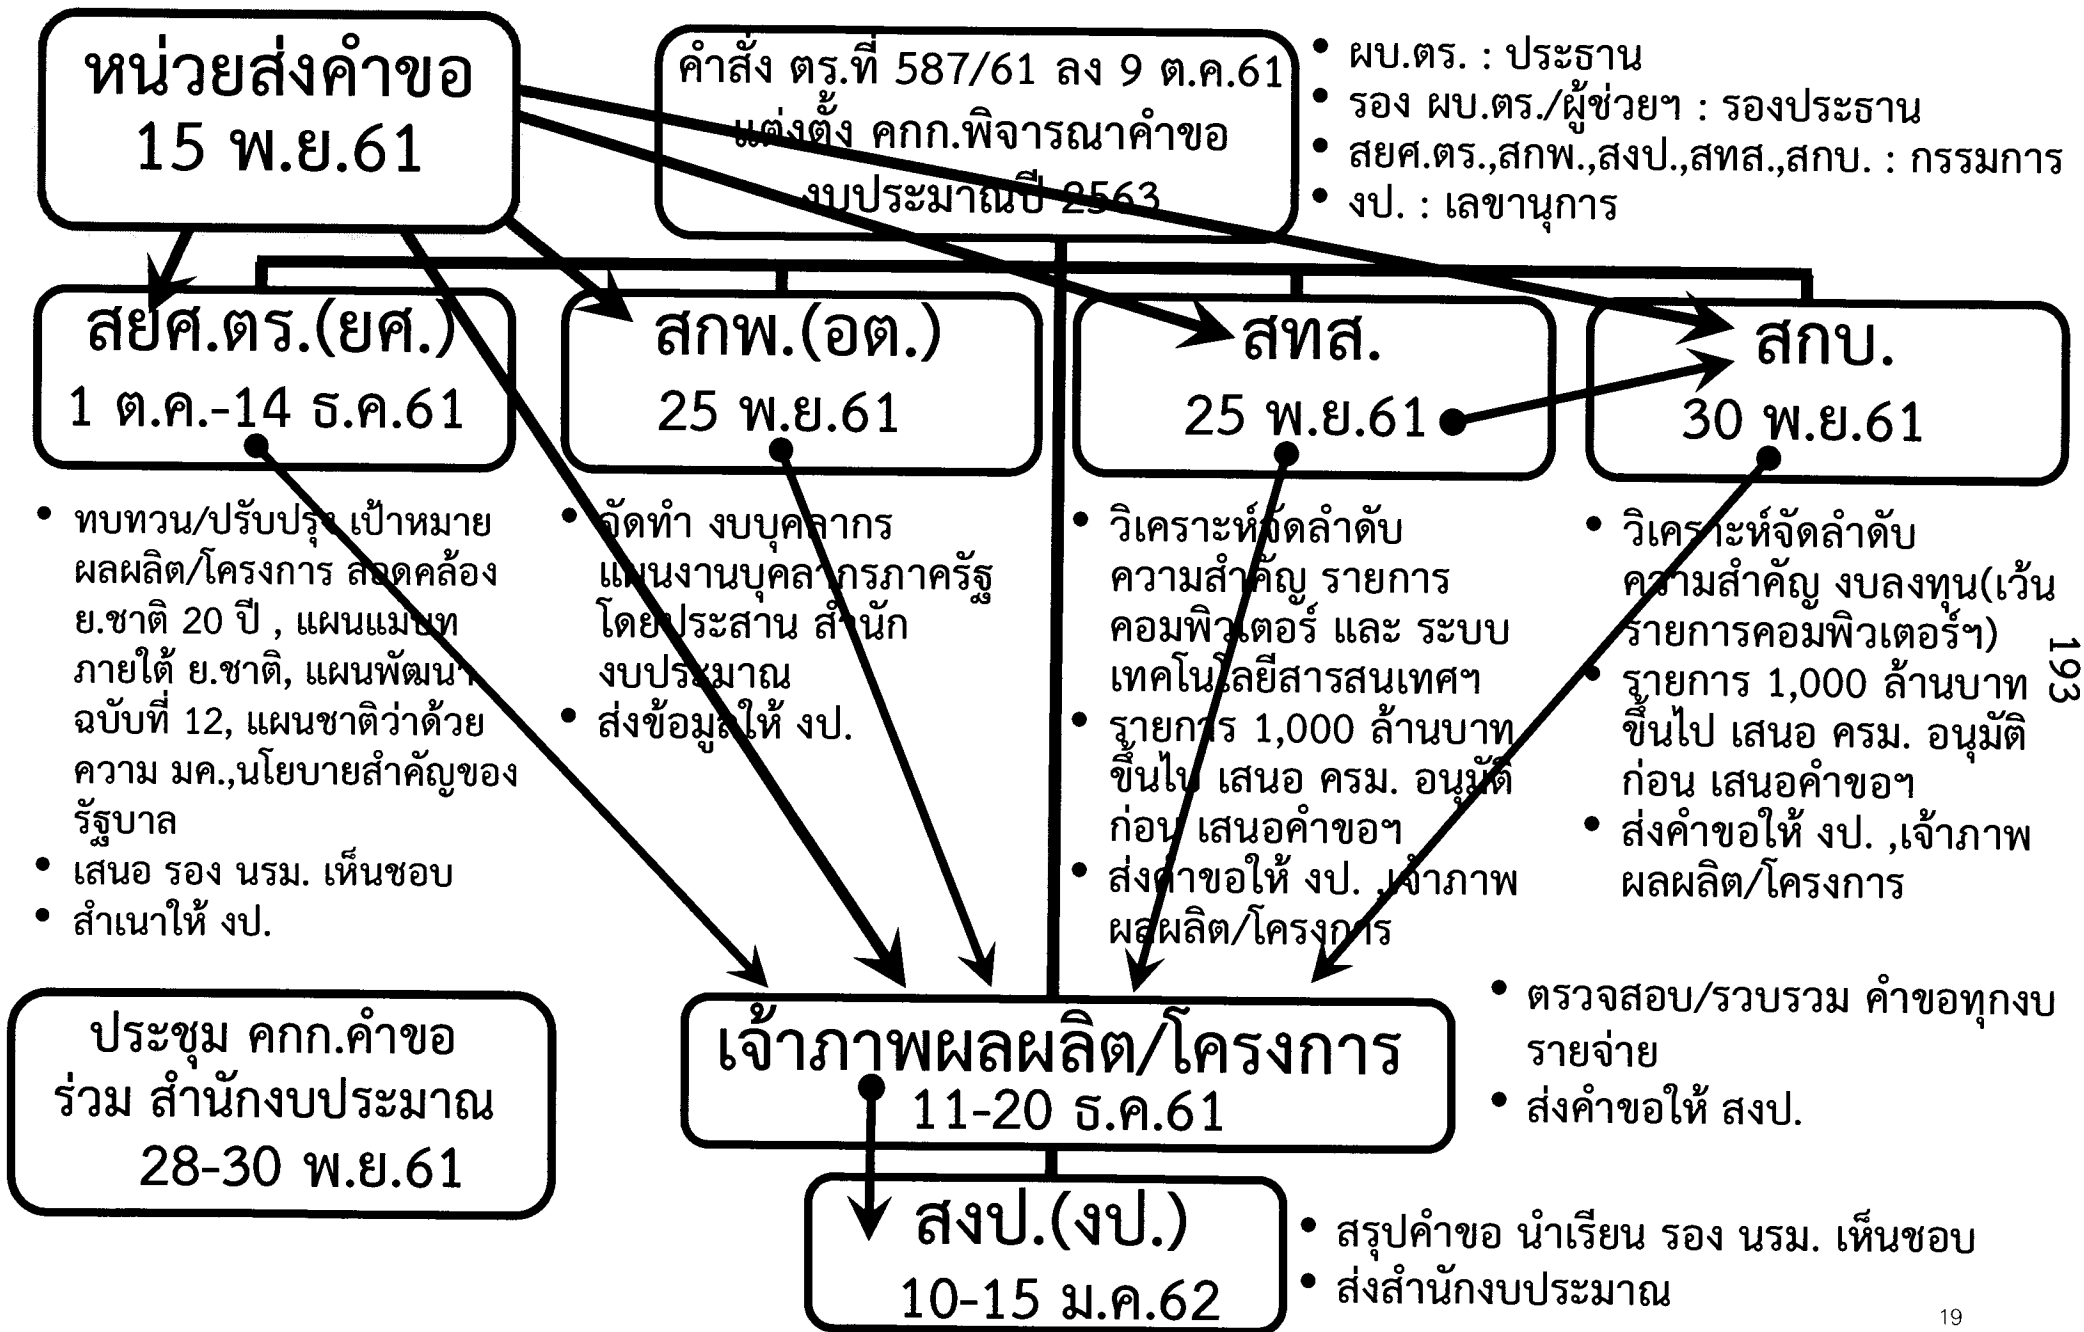 หน่วยส่งคำขอ
15 พ.ย.61
คำสั่ง ตร.ที่ 587/61 ลง 9 ต.ค.61
แต่งตั้ง คกก.พิจารณาคำขอ
งบประมาณปี 2563
• ผบ.ตร. : ประธาน
• รอง ผบ.ตร./ผู้ช่วยฯ : รองประธาน
• สยศ.ตร.,สกพ.,สงป.,สทส.,สกบ. : กรรมการ
• งป. : เลขานุการ
สยศ.ตร.(ยศ.)
1 ต.ค.-14 ธ.ค.61
สกพ.(อต.)
25 พ.ย.61
สทส.
25 พ.ย.61
สกบ.
30 พ.ย.61
• ทบทวน/ปรับปรุง เป้าหมาย
ผลผลิต/โครงการ สอดคล้อง
ย.ชาติ 20 ปี , แผนแม่บท
ภายใต้ ย.ชาติ, แผนพัฒนา
ฉบับที่ 12, แผนชาติว่าด้วย
ความ มค.,นโยบายสำคัญของ
รัฐบาล
• เสนอ รอง นรม. เห็นชอบ
• สำเนาให้ งป.
• จัดทำ งบบุคลากร
แผนงานบุคลากรภาครัฐ
โดยประสาน สำนัก
งบประมาณ
• ส่งข้อมูลให้ งป.
• วิเคราะห์จัดลำดับ
ความสำคัญ รายการ
คอมพิวเตอร์ และ ระบบ
เทคโนโลยีสารสนเทศฯ
• รายการ 1,000 ล้านบาท
ขึ้นไป เสนอ ครม. อนุมัติ
ก่อน เสนอคำขอฯ
• ส่งคำขอให้ งป. ,เจ้าภาพ
ผลผลิต/โครงการ
• วิเคราะห์จัดลำดับ
ความสำคัญ งบลงทุน(เว้น
รายการคอมพิวเตอร์ฯ)
• รายการ 1,000 ล้านบาท
ขึ้นไป เสนอ ครม. อนุมัติ
ก่อน เสนอคำขอฯ
• ส่งคำขอให้ งป. ,เจ้าภาพ
ผลผลิต/โครงการ
193
ประชุม คกก.คำขอ
ร่วม สำนักงบประมาณ
28-30 พ.ย.61
เจ้าภาพผลผลิต/โครงการ
11-20 ธ.ค.61
• ตรวจสอบ/รวบรวม คำขอทุกงบ
รายจ่าย
• ส่งคำขอให้ สงป.
สงป.(งป.)
10-15 ม.ค.62
• สรุปคำขอ นำเรียน รอง นรม. เห็นชอบ
• ส่งสำนักงบประมาณ
19